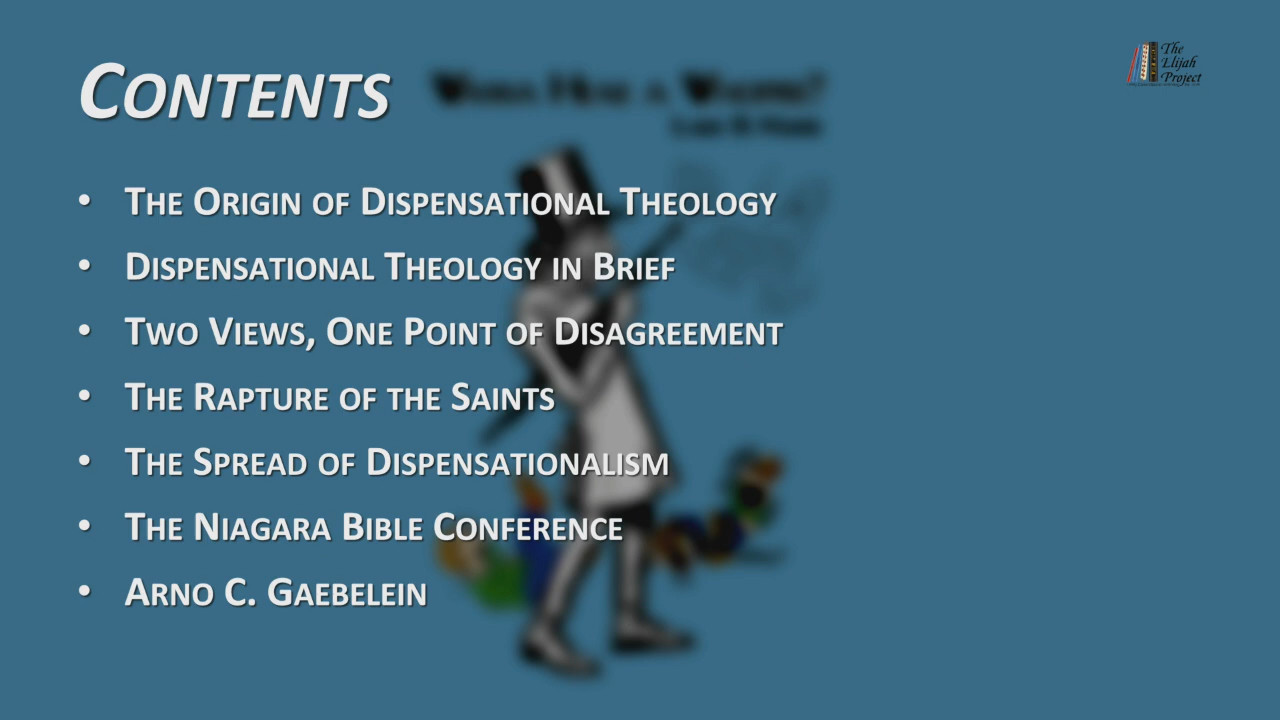 CONTENTS
The
Llijah
Project
• THE ORIGIN OF DISPENSATIONAL THEOLOGY
• DISPENSATIONAL THEOLOGY IN BRIEF
• TWO VIEWS, ONE POINT OF DISAGREEMENT
• THE RAPTURE OF THE SAINTS
• THE SPREAD OF DISPENSATIONALISM
• THE NIAGARA BIBLE CONFERENCE
• ARNO C. GAEBELEIN